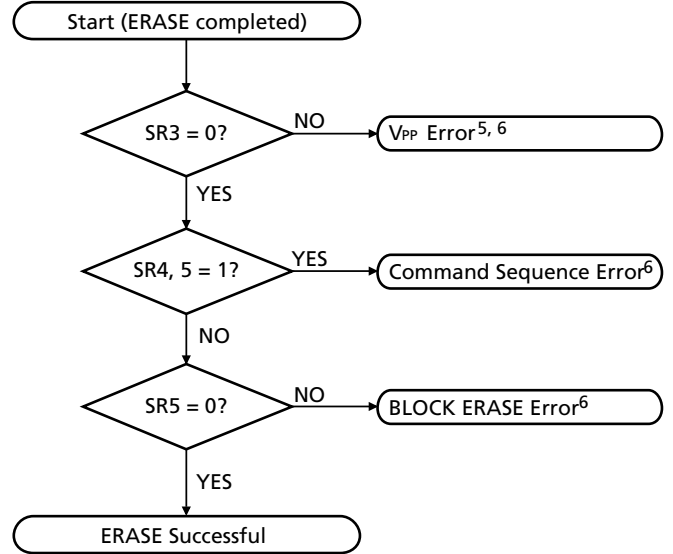 Start (ERASE completed)
SR3 = 0?
NO
VPP Error5, 6
YES
SR4, 5 = 1?
YES
Command Sequence Error6
NO
SR5 = 0?
NO
BLOCK ERASE Error6
YES
ERASE Successful